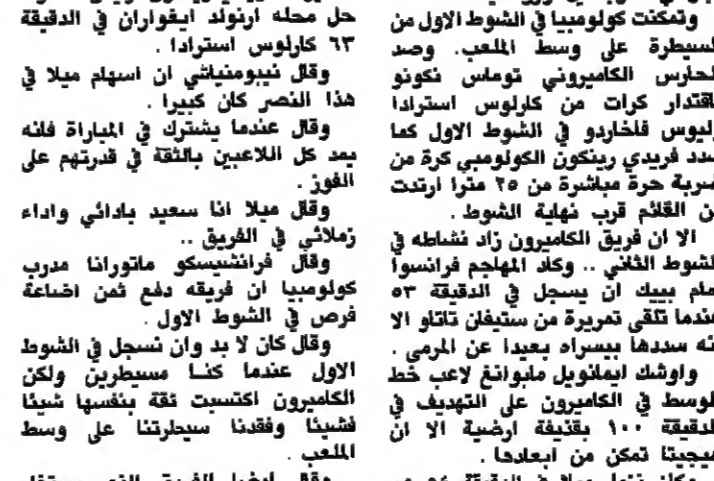 وتمكنت كولومبيا في الشوط الاول من
السيطرة على وسط الملعب. وصد
الحارس الكاميروني توماس نكونو
باقتدار كرات من كارلوس استرادا
وليوس فلخاردو في الشوط الاول كما
سدد فريدي رينكون الكولومبي كرة من
ضربة حرة مباشرة من ٢٥ مترا ارتدت
من القائم قرب نهاية الشوط .
الا ان فريق الكاميرون زاد نشاطه في
الشوط الثاني .. وكاد المهاجم فرانسوا
مام بييك ان يسجل في الدقيقة ٥٣
عندما تلقى تمريرة من ستيفان تاتاو الا
انه سددها بيسراه بعيدا عن المرمى .
واوشك ايمانويل مابوانغ لاعب خط
الوسط في الكاميرون على التهديف في
الدقيقة ١٠٠ بقذيفة ارضية الا ان
هيجيتا تمكن من ابعادها .
حل محله ارنولد ايغواران في الدقيقة
٦٣ كارلوس استرادا .
وقال نيبومنياتي ان اسهام ميلا في
هذا النصر كان كبيرا .
وقال عندما يشترك في المباراة فانه
يمد كل اللاعبين بالثقة في قدرتهم على
الفوز .
وقال ميلا انا سعيد بادائي واداء
زملائي في الفريق ..
وقال فرانشيسكو ماتورانا مدرب
كولومبيا ان فريقه دفع ثمن اضاعة
فرص في الشوط الاول .
وقال كان لا بد وان نسجل في الشوط
الاول عندما كنا مسيطرين ولكن
الكاميرون اكتسبت ثقة بنفسها شيئا
فشيئا وفقدنا سيطرتنا على وسط
الملعب .